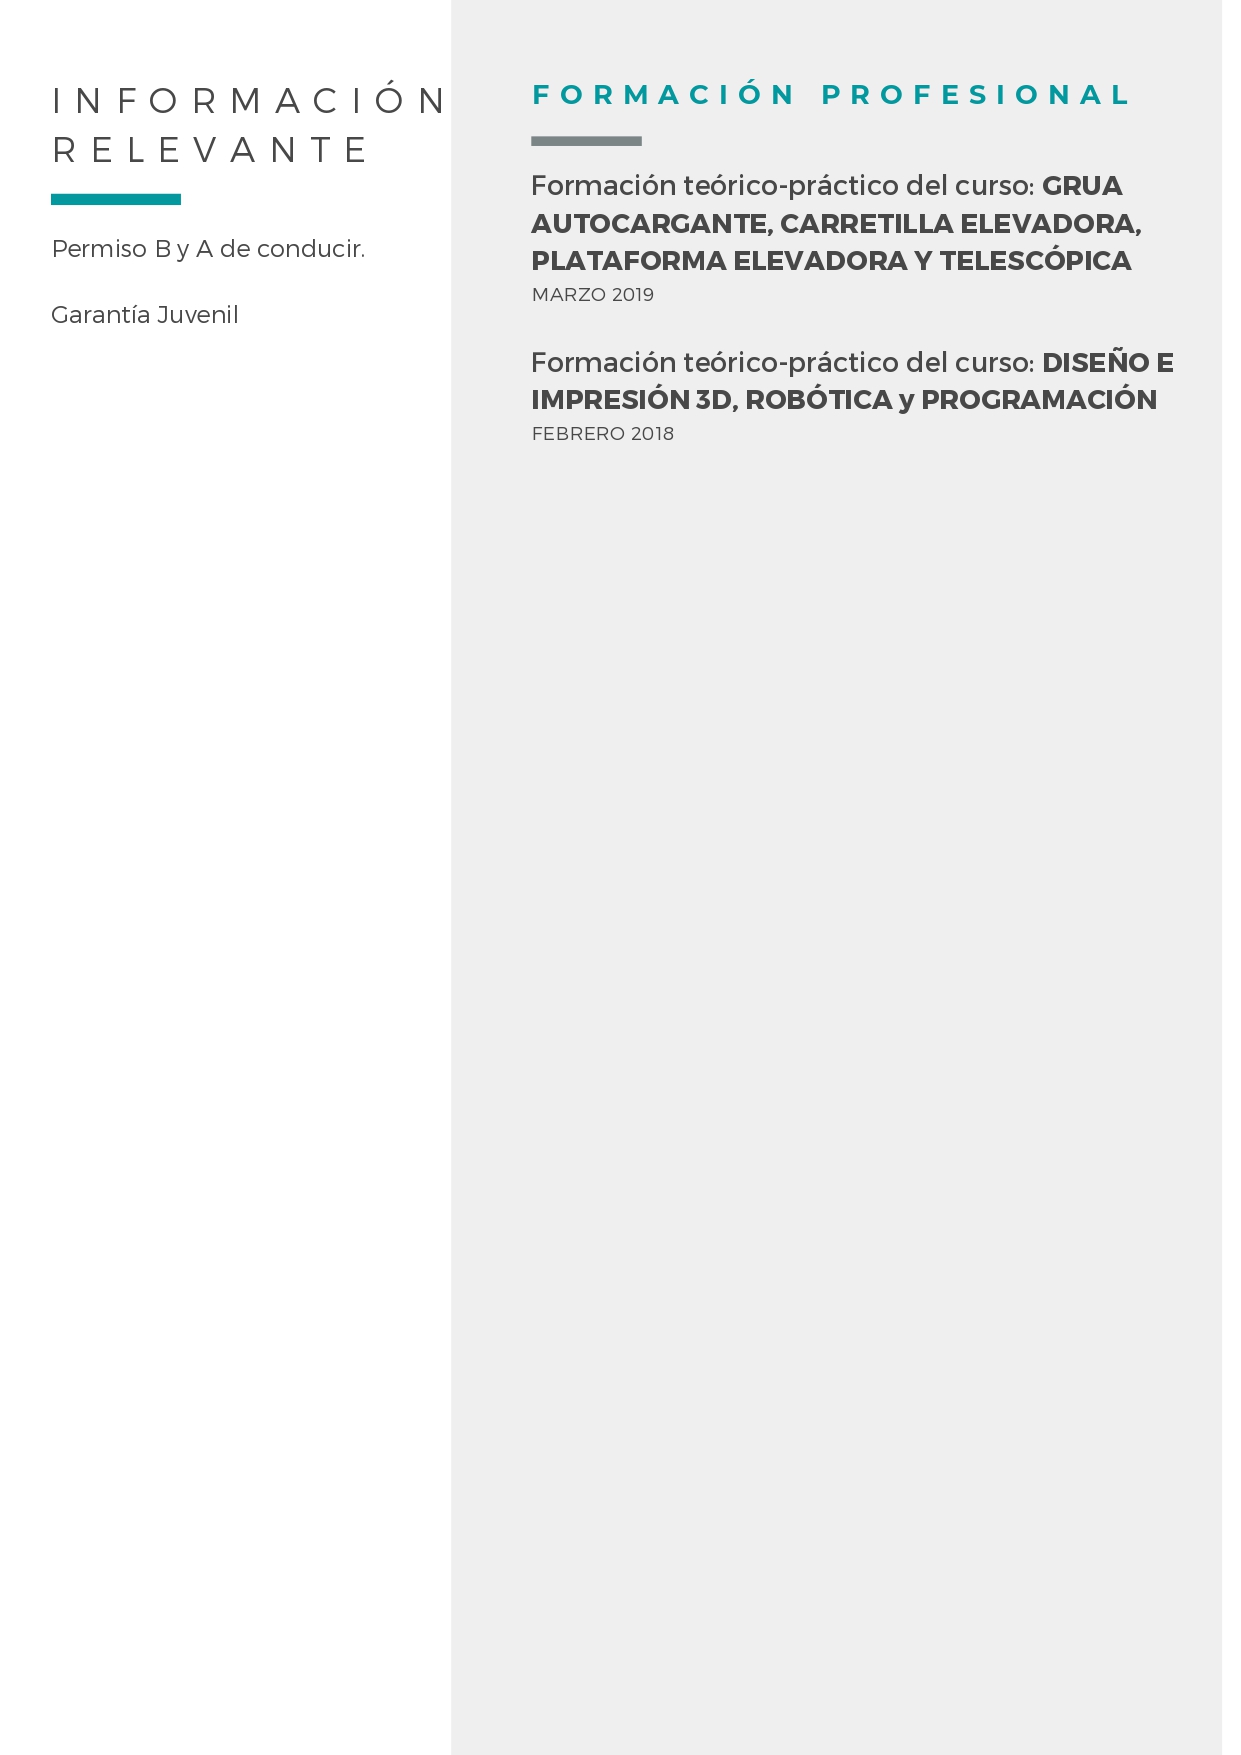 INFORMACIÓN
RELEVANTE
Permiso B y A de conducir.
Garantía Juvenil
FORMACIÓN PROFESIONAL
Formación teórico-práctico del curso: GRUA
AUTOCARGANTE, CARRETILLA ELEVADORA,
PLATAFORMA ELEVADORA Y TELESCÓPICA
MARZO 2019
Formación teórico-práctico del curso: DISEÑO E
IMPRESIÓN 3D, ROBÓTICA y PROGRAMACIÓN
FEBRERO 2018